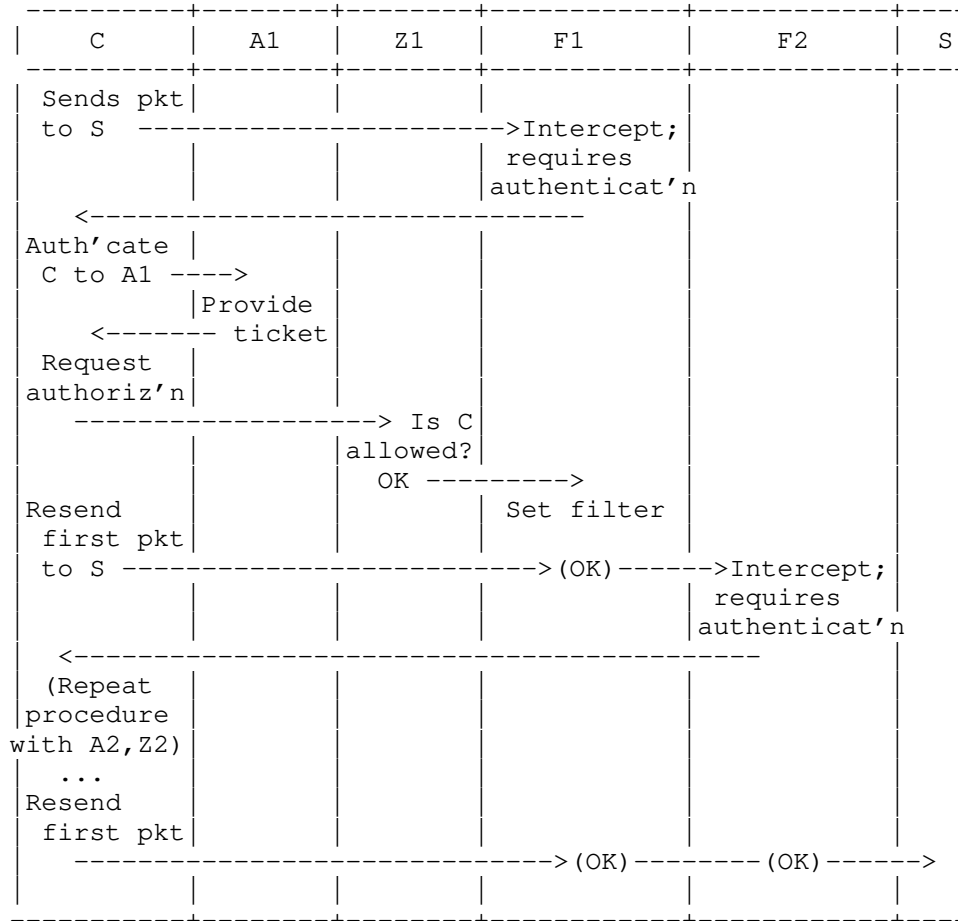 -----------+--------+--------+------------+------------+----
| C | A1 | Z1 | F1 | F2 | S
-----------+--------+--------+------------+------------+----
| Sends pkt| | | | |
| to S ----------------------->Intercept;| |
| | | | requires | |
| | | |authenticat'n |
| <------------------------------- | |
|Auth'cate | | | | |
| C to A1 ----> | | | |
| |Provide | | | |
| <------- ticket| | | |
| Request | | | | |
|authoriz'n| | | | |
| -------------------> Is C| | |
| | |allowed?| | |
| | | OK ---------> | |
|Resend | | | Set filter | |
| first pkt| | | | |
| to S -------------------------->(OK)------>Intercept;|
| | | | | requires |
| | | | |authenticat'n
| <------------------------------------------- |
| (Repeat | | | | |
|procedure | | | | |
with A2,Z2)| | | | |
| ... | | | | |
|Resend | | | | |
| first pkt| | | | |
| ------------------------------>(OK)--------(OK)------>
| | | | | |
-----------+--------+--------+------------+------------+----